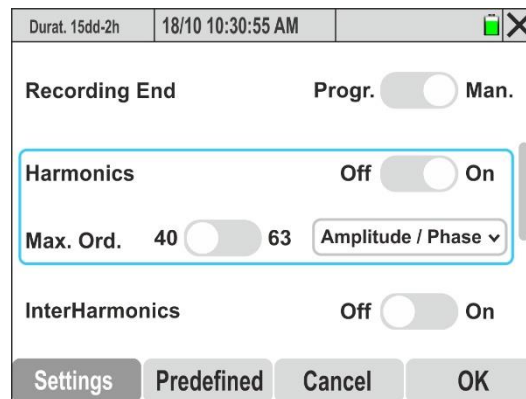 Durat. 15dd-2h 18/10 10:30:55 AM
Recording End Progr. Man.
Harmonics Off On
Max. Ord. 40 63 Amplitude / Phase
InterHarmonics Off On
Settings Predefined Cancel OK